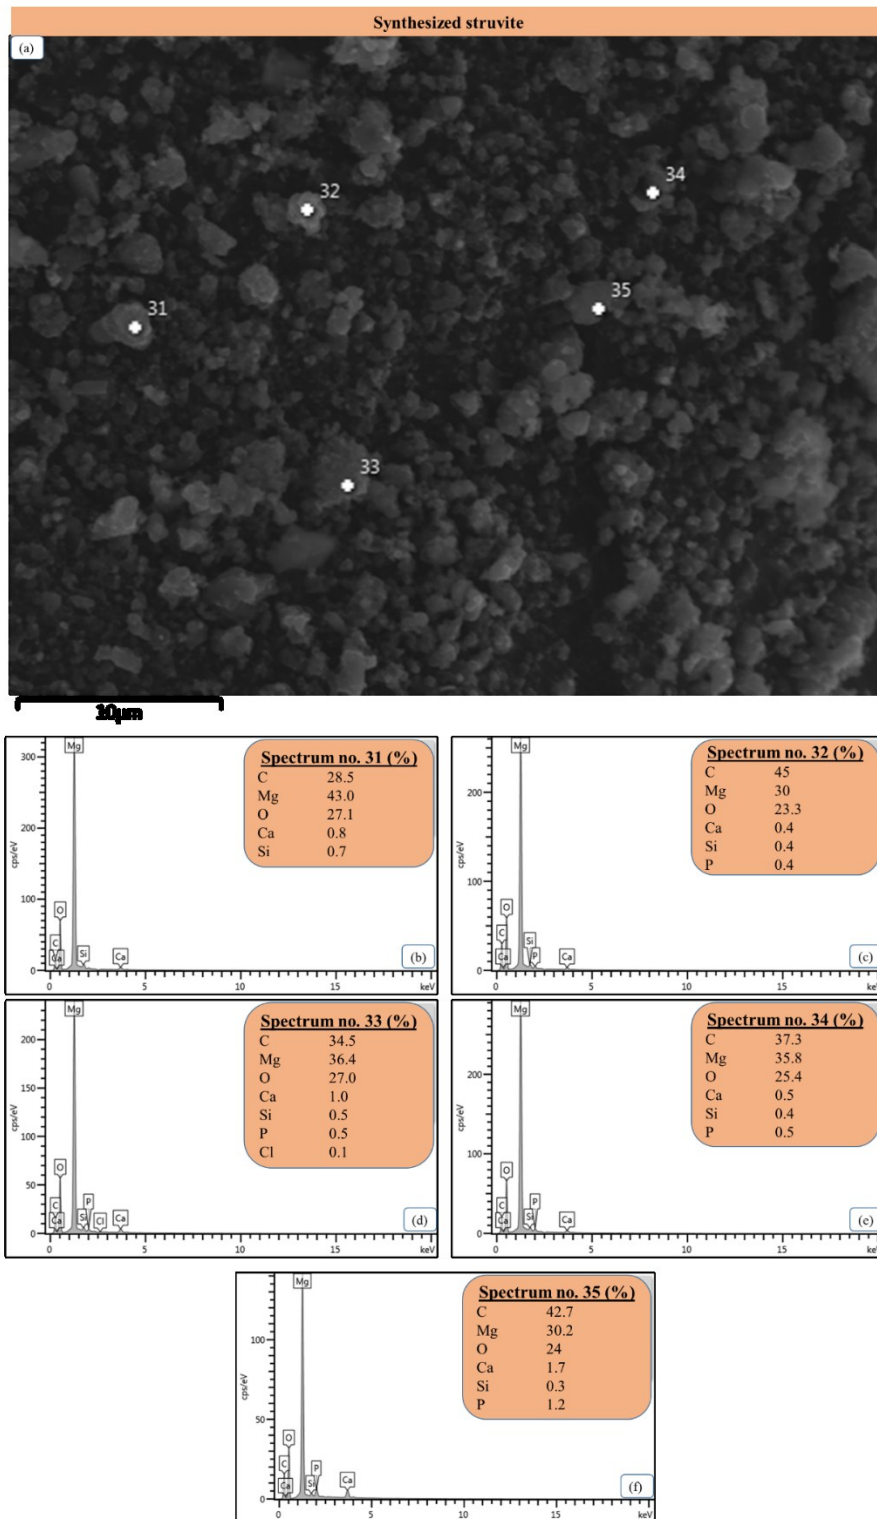 Synthesized struvite
(a)
32
34
31
35
33
10µm
Mg
300
200
100
0
cps/eV
O
C
Ca
Si
Ca
0
5
10
15
keV
Spectrum no. 31 (%)
C 28.5
Mg 43.0
O 27.1
Ca 0.8
Si 0.7
(b)
Mg
200
100
0
cps/eV
O
C
Ca
Si
P
Ca
0
5
10
15
keV
Spectrum no. 32 (%)
C 45
Mg 30
O 23.3
Ca 0.4
Si 0.4
P 0.4
(c)
Mg
200
150
100
50
0
cps/eV
O
C
Ca
Si
P
Cl
Ca
0
5
10
15
keV
Spectrum no. 33 (%)
C 34.5
Mg 36.4
O 27.0
Ca 1.0
Si 0.5
P 0.5
Cl 0.1
(d)
Mg
200
100
0
cps/eV
O
C
Ca
Si
P
Ca
0
5
10
15
keV
Spectrum no. 34 (%)
C 37.3
Mg 35.8
O 25.4
Ca 0.5
Si 0.4
P 0.5
(e)
Mg
100
50
0
cps/eV
O
C
Ca
Si
P
Ca
0
5
10
15
keV
Spectrum no. 35 (%)
C 42.7
Mg 30.2
O 24
Ca 1.7
Si 0.3
P 1.2
(f)